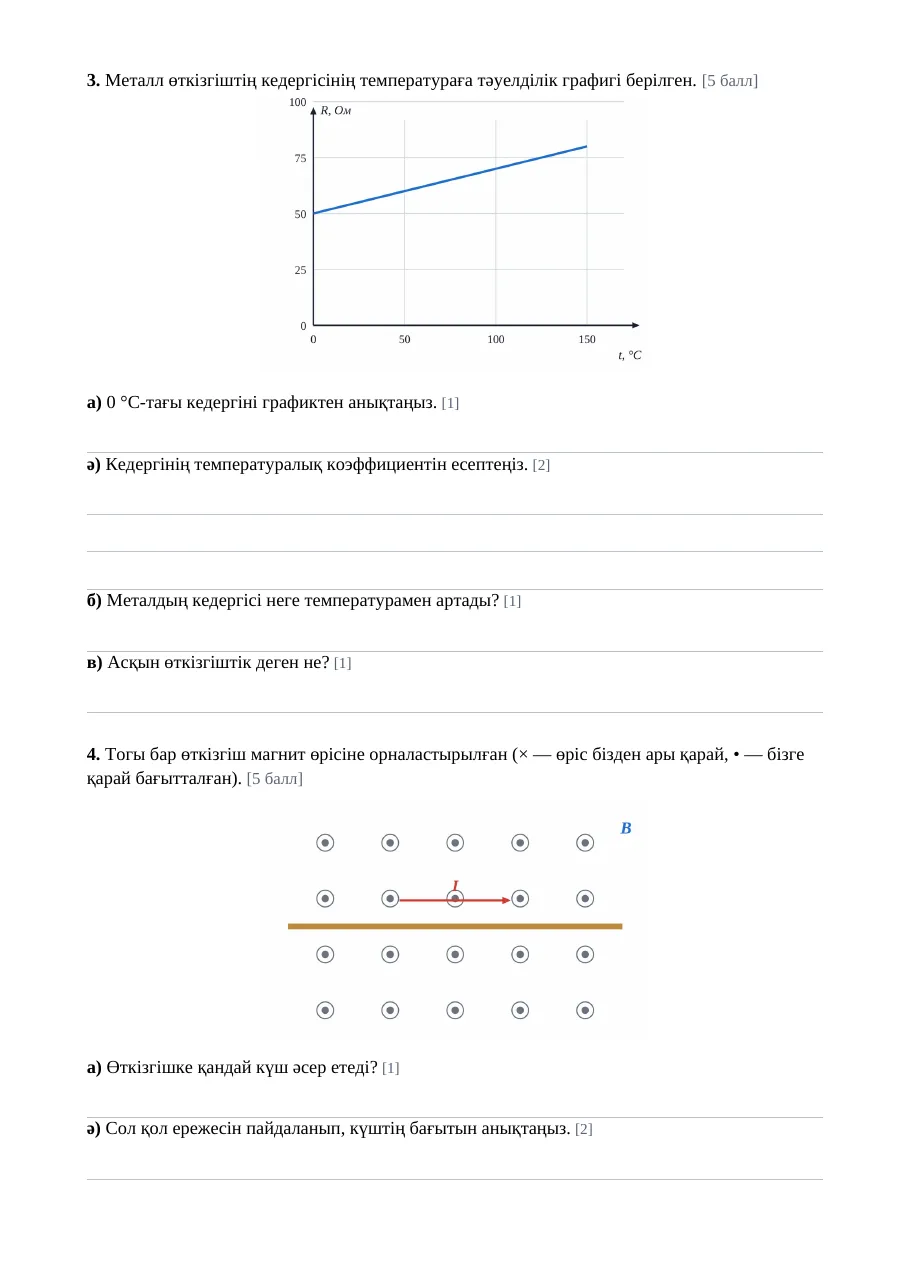 3. Металл өткізгіштің кедергісінің температураға тәуелділік графигі берілген. [5 балл]
100
R, Ом
75
50
25
0
0 50 100 150
t, °C
а) 0 °C-тағы кедергіні графиктен анықтаңыз. [1]
ә) Кедергінің температуралық коэффициентін есептеңіз. [2]
б) Металдың кедергісі неге температурамен артады? [1]
в) Асқын өткізгіштік деген не? [1]
4. Тогы бар өткізгіш магнит өрісіне орналастырылған (× — өріс бізден ары қарай, • — бізге
қарай бағытталған). [5 балл]
B
I
а) Өткізгішке қандай күш әсер етеді? [1]
ә) Сол қол ережесін пайдаланып, күштің бағытын анықтаңыз. [2]